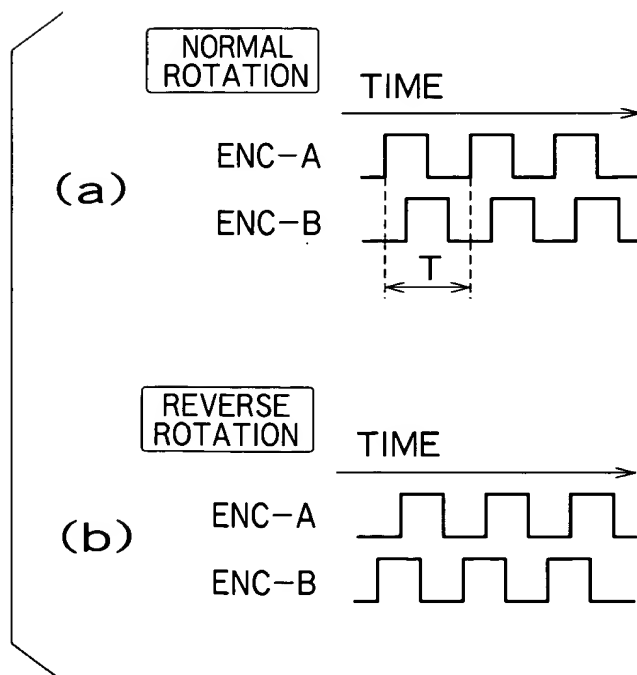 NORMAL
ROTATION
TIME
(a)
ENC-A
ENC-B
T
REVERSE
ROTATION
TIME
(b)
ENC-A
ENC-B